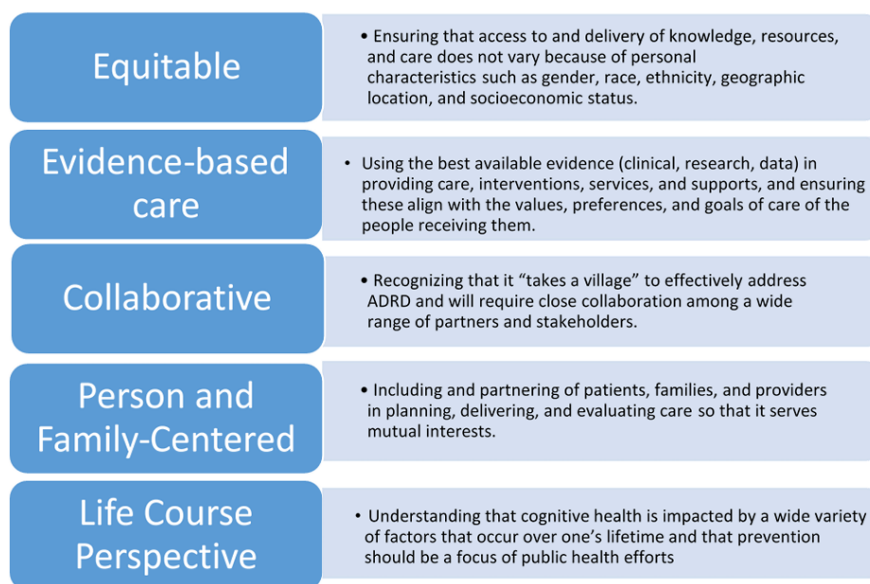 Equitable
• Ensuring that access to and delivery of knowledge, resources,
and care does not vary because of personal
characteristics such as gender, race, ethnicity, geographic
location, and socioeconomic status.
Evidence-based
care
• Using the best available evidence (clinical, research, data) in
providing care, interventions, services, and supports, and ensuring
these align with the values, preferences, and goals of care of the
people receiving them.
Collaborative
• Recognizing that it “takes a village” to effectively address
ADRD and will require close collaboration among a wide
range of partners and stakeholders.
Person and
Family-Centered
• Including and partnering of patients, families, and providers
in planning, delivering, and evaluating care so that it serves
mutual interests.
Life Course
Perspective
• Understanding that cognitive health is impacted by a wide variety
of factors that occur over one’s lifetime and that prevention
should be a focus of public health efforts